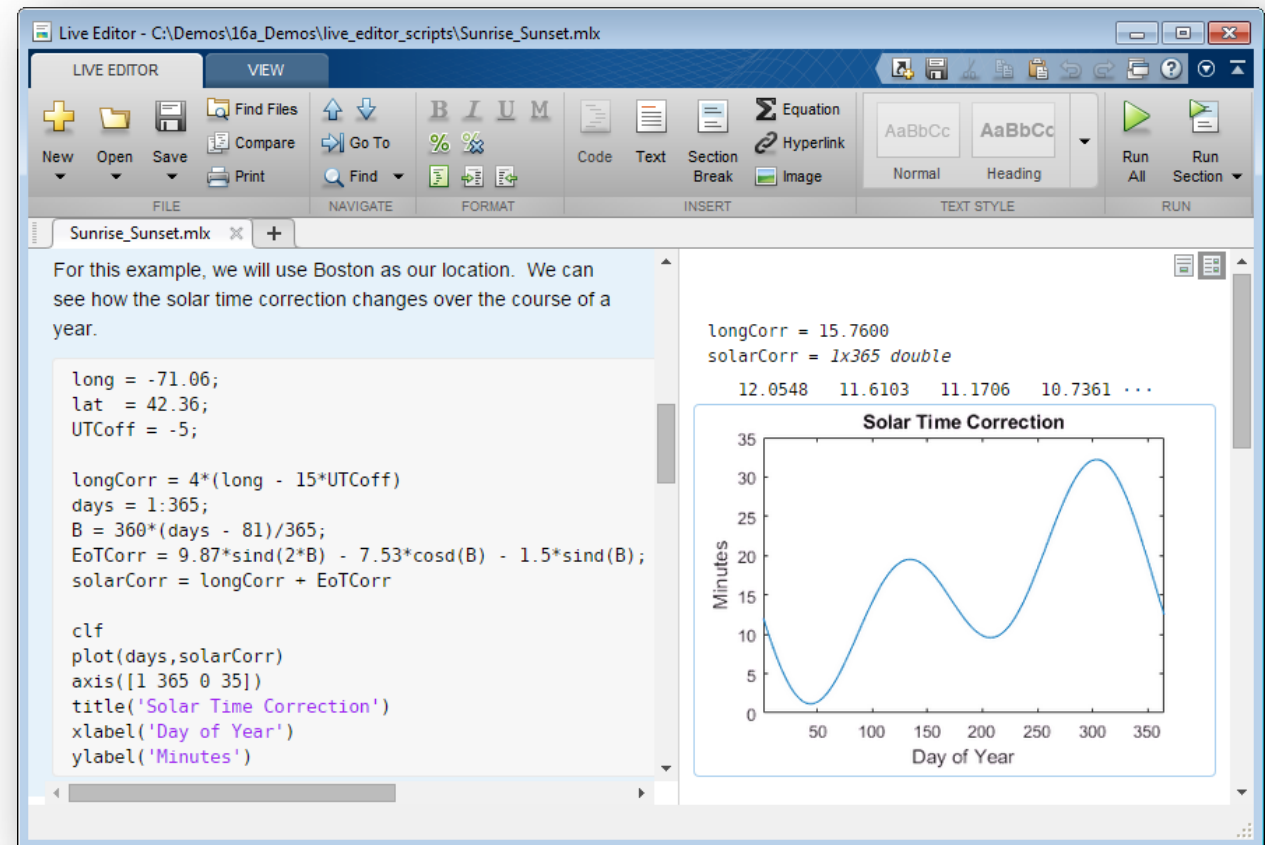 Live Editor - C:\Demos\16a_Demos\live_editor_scripts\Sunrise_Sunset.mlx
LIVE EDITOR VIEW
New
Open
Save
Find Files
Compare
Print
FILE
Go To
Find
NAVIGATE
B I U M
FORMAT
Code
Text
Section
Break
Equation
Hyperlink
Image
INSERT
AaBbCc
Normal
AaBbCc
Heading
TEXT STYLE
Run
All
Run
Section
RUN
Sunrise_Sunset.mlx
For this example, we will use Boston as our location.  We can
see how the solar time correction changes over the course of a
year.
long = -71.06;
lat  = 42.36;
UTCoff = -5;
longCorr = 4*(long - 15*UTCoff)
days = 1:365;
B = 360*(days - 81)/365;
EoTCorr = 9.87*sind(2*B) - 7.53*cosd(B) - 1.5*sind(B);
solarCorr = longCorr + EoTCorr
clf
plot(days,solarCorr)
axis([1 365 0 35])
title('Solar Time Correction')
xlabel('Day of Year')
ylabel('Minutes')
longCorr = 15.7600
solarCorr = 1x365 double
12.0548 11.6103 11.1706 10.7361 ...
Solar Time Correction
35
30
25
20
15
10
5
0
Minutes
50 100 150 200 250 300 350
Day of Year